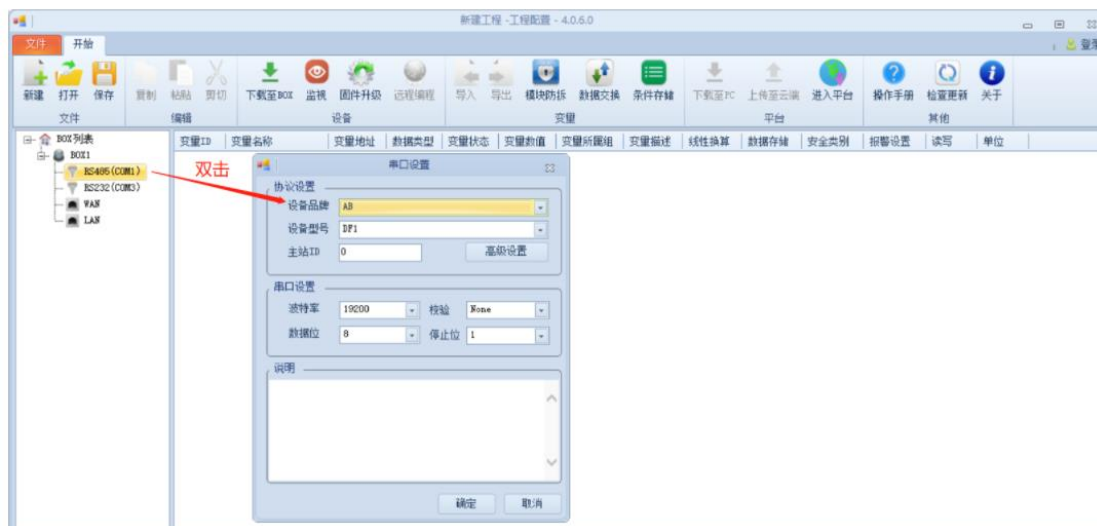 新建工程 -工程配置 - 4.0.6.0
文件 开始 登录
新建 打开 保存 复制 粘贴 剪切 下载至BOX 监视 固件升级 远程编程 导入 导出 模块防拆 数据交换 条件存储 下载至PC 上传至云端 进入平台 操作手册 检查更新 关于
文件 编辑 设备 变量 平台 其他
BOX列表
BOX1
RS485(COM1)
RS232(COM3)
WAN
LAN
变量ID 变量名称 变量地址 数据类型 变量状态 变量数值 变量所属组 变量描述 线性换算 数据存储 安全类别 报警设置 读写 单位
双击
串口设置
协议设置
设备品牌 AB
设备型号 DF1
主站ID 0 高级设置
串口设置
波特率 19200 校验 None
数据位 8 停止位 1
说明
确定 取消